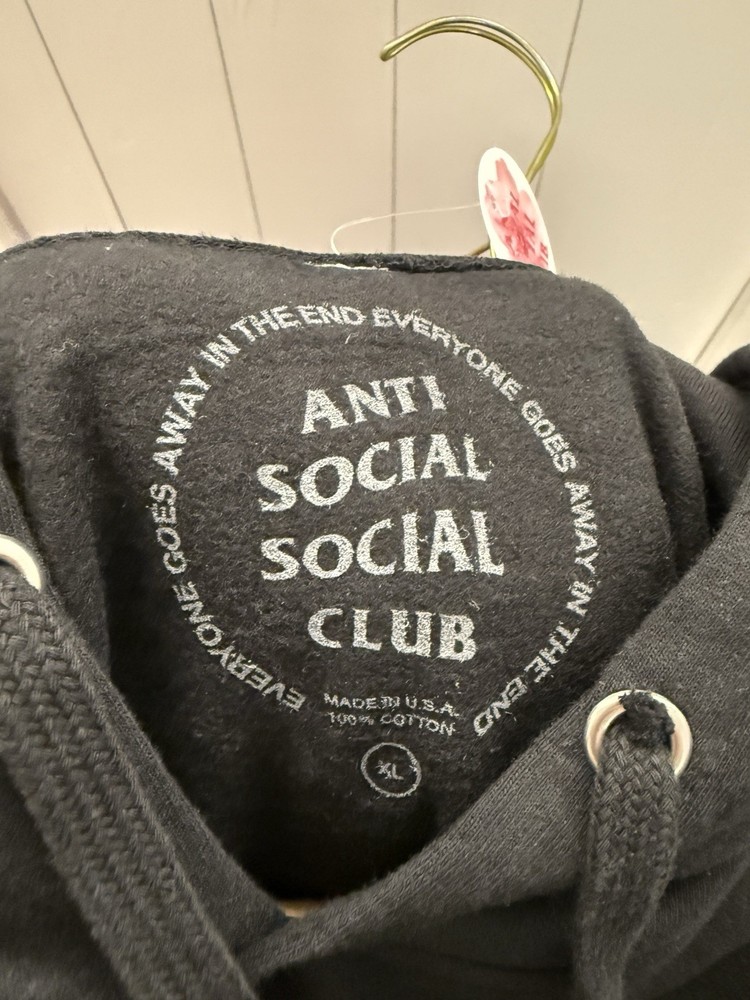 EVERYONE GOES AWAY IN THE END EVERYONE GOES AWAY IN THE END
ANTI
SOCIAL
SOCIAL
CLUB
MADE IN U.S.A.
100% COTTON
XL